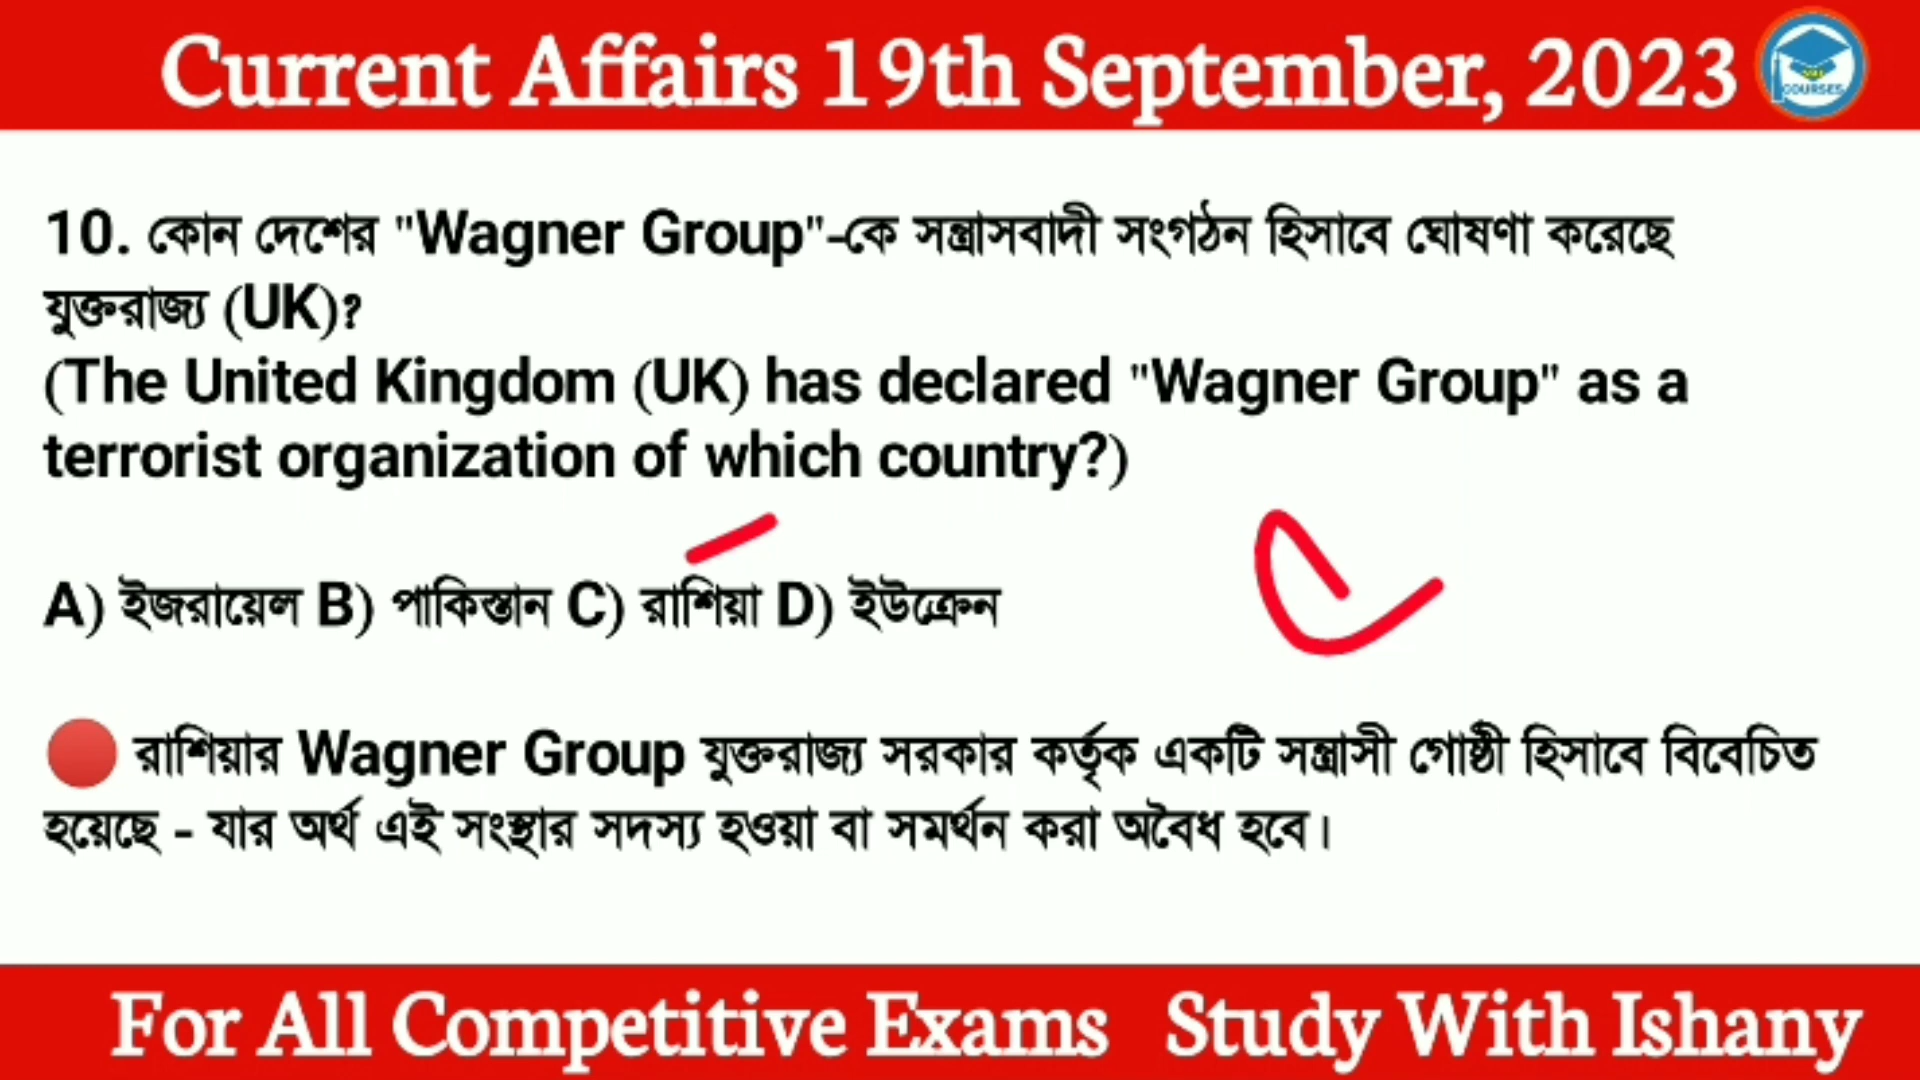 Current Affairs 19th September, 2023
COURSES
10. কোন দেশের "Wagner Group"-কে সন্ত্রাসবাদী সংগঠন হিসাবে ঘোষণা করেছে
যুক্তরাজ্য (UK)?
(The United Kingdom (UK) has declared "Wagner Group" as a
terrorist organization of which country?)
A) ইজরায়েল B) পাকিস্তান C) রাশিয়া D) ইউক্রেন
রাশিয়ার Wagner Group যুক্তরাজ্য সরকার কর্তৃক একটি সন্ত্রাসী গোষ্ঠী হিসাবে বিবেচিত
হয়েছে - যার অর্থ এই সংস্থার সদস্য হওয়া বা সমর্থন করা অবৈধ হবে।
For All Competitive Exams Study With Ishany